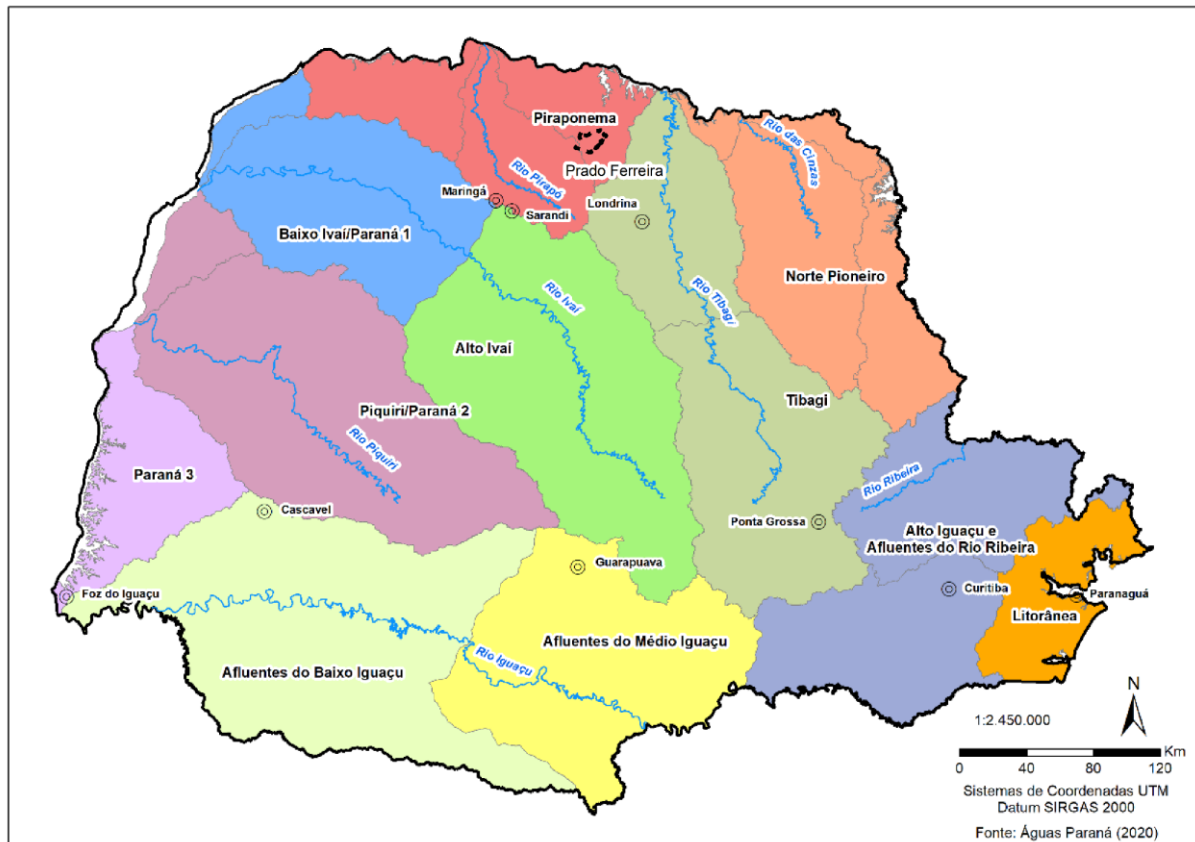 Piraponema
Rio das Cinzas
Prado Ferreira
Rio Pirapó
Maringá
Sarandi
Londrina
Baixo Ivaí/Paraná 1
Norte Pioneiro
Rio Ivaí
Rio Tibagi
Alto Ivaí
Tibagi
Piquiri/Paraná 2
Rio Piquiri
Paraná 3
Rio Ribeira
Cascavel
Ponta Grossa
Alto Iguaçu e
Afluentes do Rio Ribeira
Guarapuava
Foz do Iguaçu
Curitiba
Paranaguá
Litorânea
Afluentes do Médio Iguaçu
Rio Iguaçu
Afluentes do Baixo Iguaçu
N
1:2.450.000
Km
0 40 80 120
Sistemas de Coordenadas UTM
Datum SIRGAS 2000
Fonte: Águas Paraná (2020)